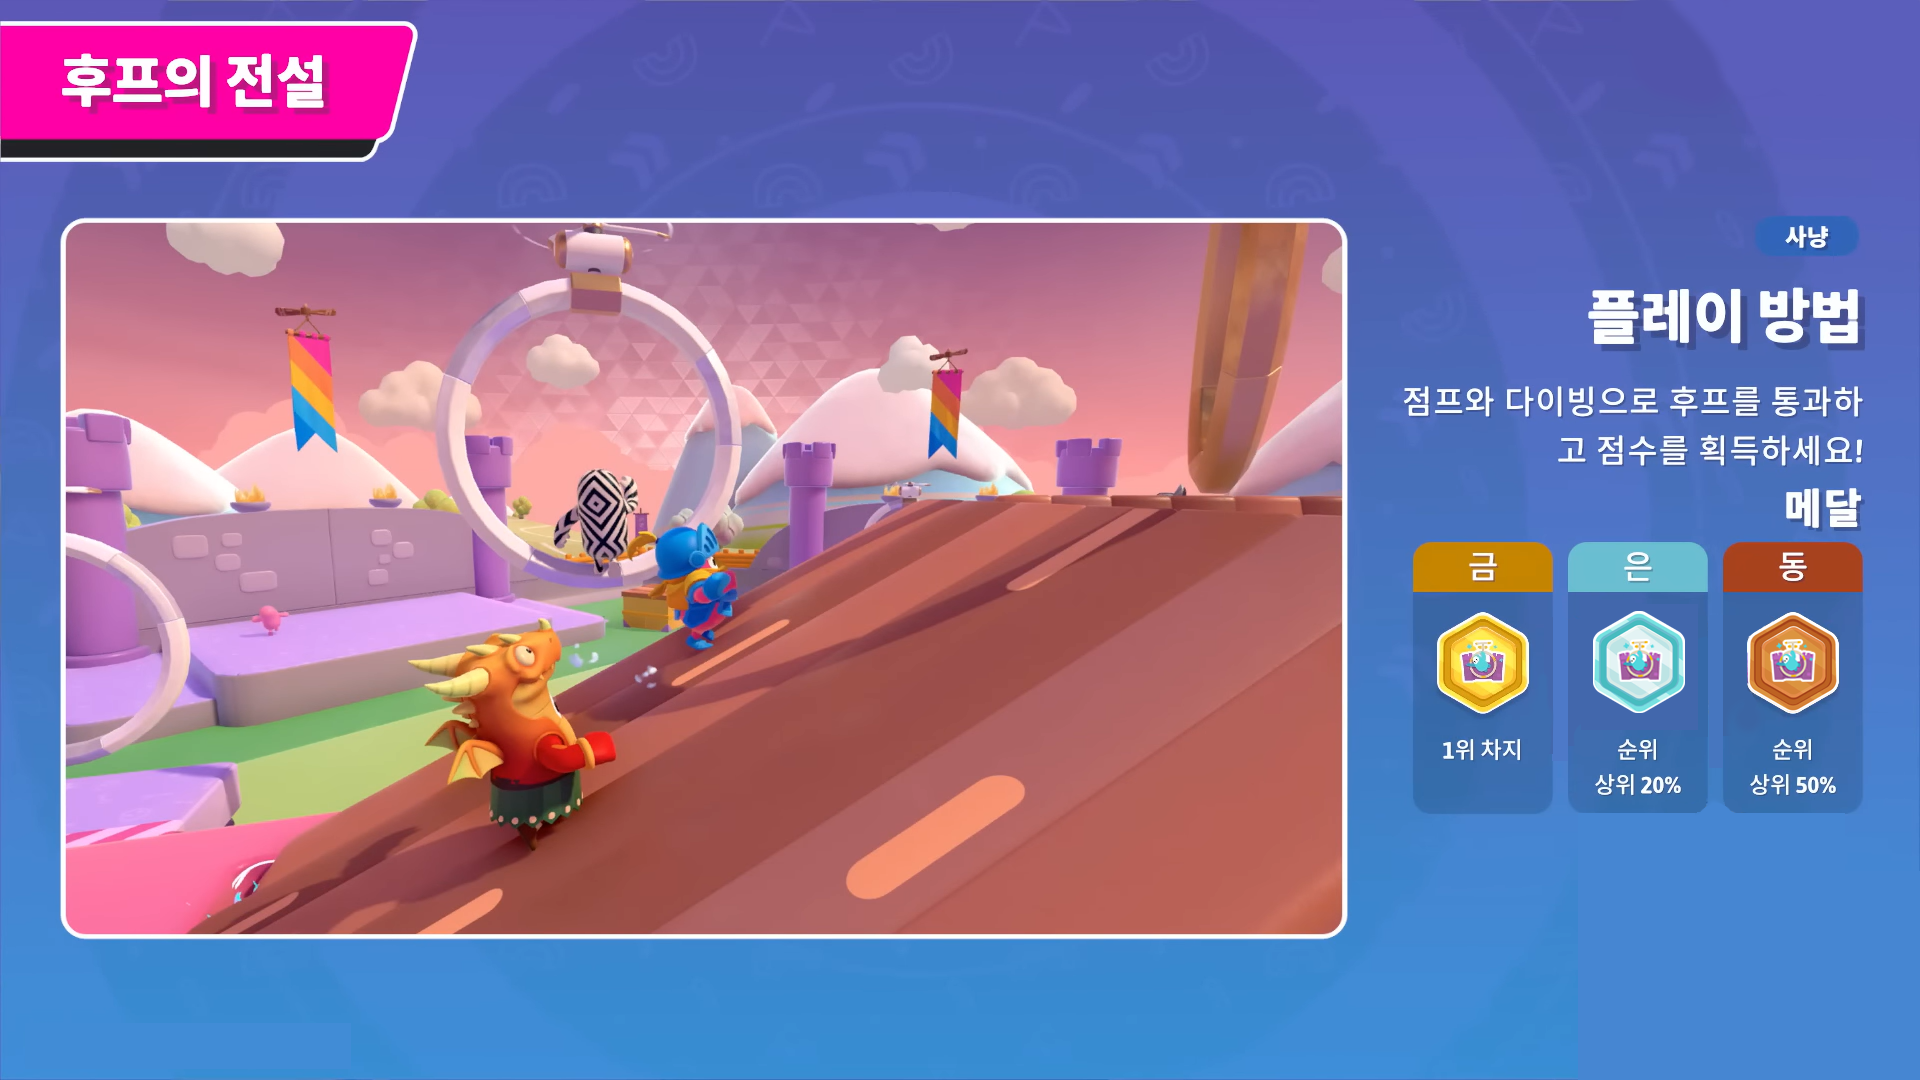 후프의 전설
사냥
플레이 방법
점프와 다이빙으로 후프를 통과하
고 점수를 획득하세요!
메달
금
은
동
1위 차지
순위
상위 20%
순위
상위 50%